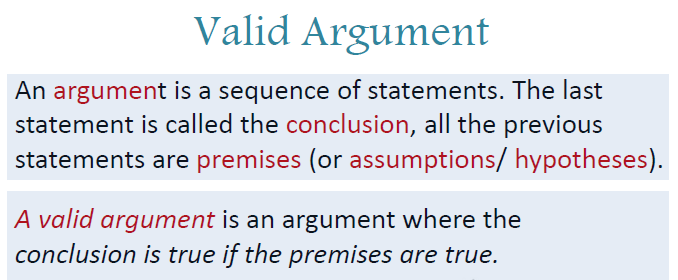 Valid Argument
An argument is a sequence of statements. The last
statement is called the conclusion, all the previous
statements are premises (or assumptions/ hypotheses).
A valid argument is an argument where the
conclusion is true if the premises are true.